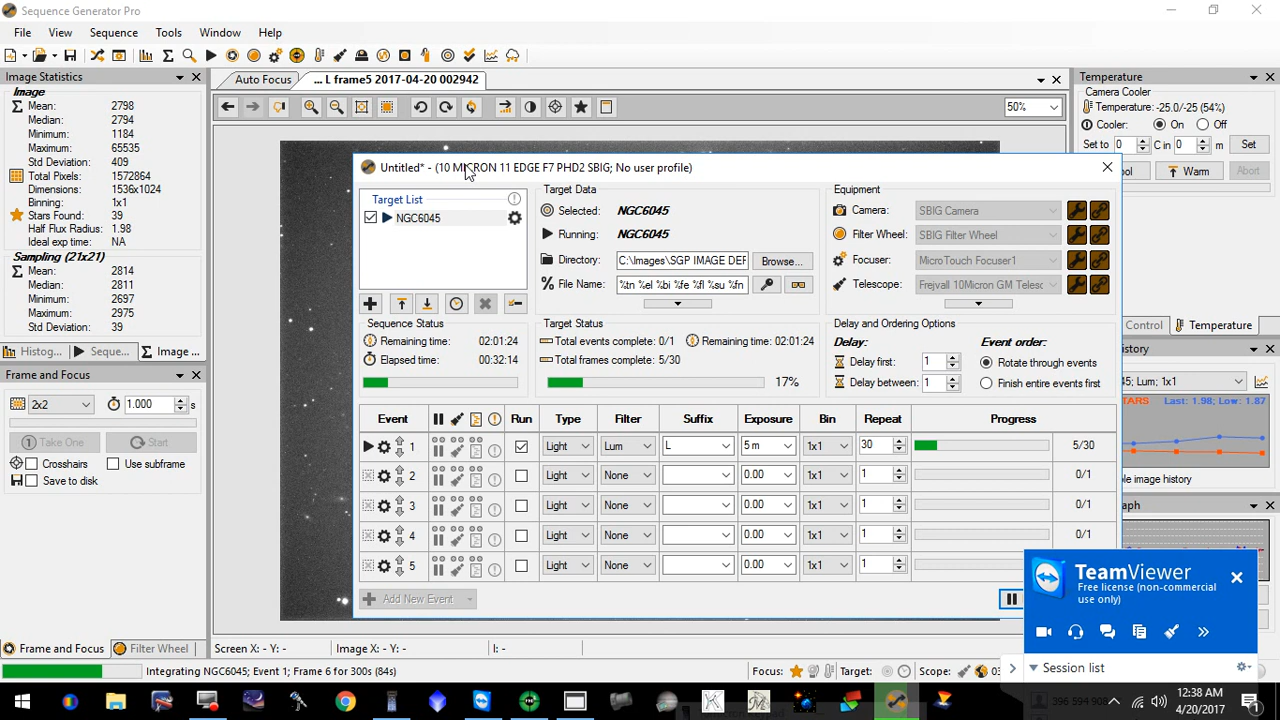 Sequence Generator Pro
File View Sequence Tools Window Help
Image Statistics
Image
Mean: 2798
Median: 2794
Minimum: 1184
Maximum: 65535
Std Deviation: 409
Total Pixels: 1572864
Dimensions: 1536x1024
Binning: 1x1
Stars Found: 39
Half Flux Radius: 1.98
Ideal exp time: NA
Sampling (21x21)
Mean: 2814
Median: 2811
Minimum: 2697
Maximum: 2975
Std Deviation: 39
Histog... Seque... Image ...
Frame and Focus
2x2 1.000 s
Take One Start
Crosshairs Use subframe
Save to disk
Frame and Focus Filter Wheel
Auto Focus ... L frame5 2017-04-20 002942
50%
Untitled* - (10 MICRON 11 EDGE F7 PHD2 SBIG; No user profile)
Target List
NGC6045
Target Data
Selected: NGC6045
Running: NGC6045
Directory: C:\Images\SGP IMAGE DEF Browse...
File Name: %tn %el %bi %fe %fl %su %fn
Equipment
Camera: SBIG Camera
Filter Wheel: SBIG Filter Wheel
Focuser: MicroTouch Focuser1
Telescope: Frejvall 10Micron GM Telesc
Sequence Status
Remaining time: 02:01:24
Elapsed time: 00:32:14
Target Status
Total events complete: 0/1 Remaining time: 02:01:24
Total frames complete: 5/30
17%
Delay and Ordering Options
Delay: Event order:
Delay first: 1 Rotate through events
Delay between: 1 Finish entire events first
Event Run Type Filter Suffix Exposure Bin Repeat Progress
1 Light Lum L 5 m 1x1 30 5/30
2 Light None 0.00 1x1 1 0/1
3 Light None 0.00 1x1 1 0/1
4 Light None 0.00 1x1 1 0/1
5 Light None 0.00 1x1 1
Add New Event
Temperature
Camera Cooler
Temperature: -25.0/-25 (54%)
Cooler: On Off
Set to 0 C in 0 m Set
Warm Abort
Control Temperature
45; Lum; 1x1
Last: 1.98; Low: 1.87
TeamViewer
Free license (non-commercial
use only)
Session list
Screen X: - Y: - Image X: - Y: - I: -
Integrating NGC6045; Event 1; Frame 6 for 300s (84s)
Focus: Target: Scope:
12:38 AM
4/20/2017